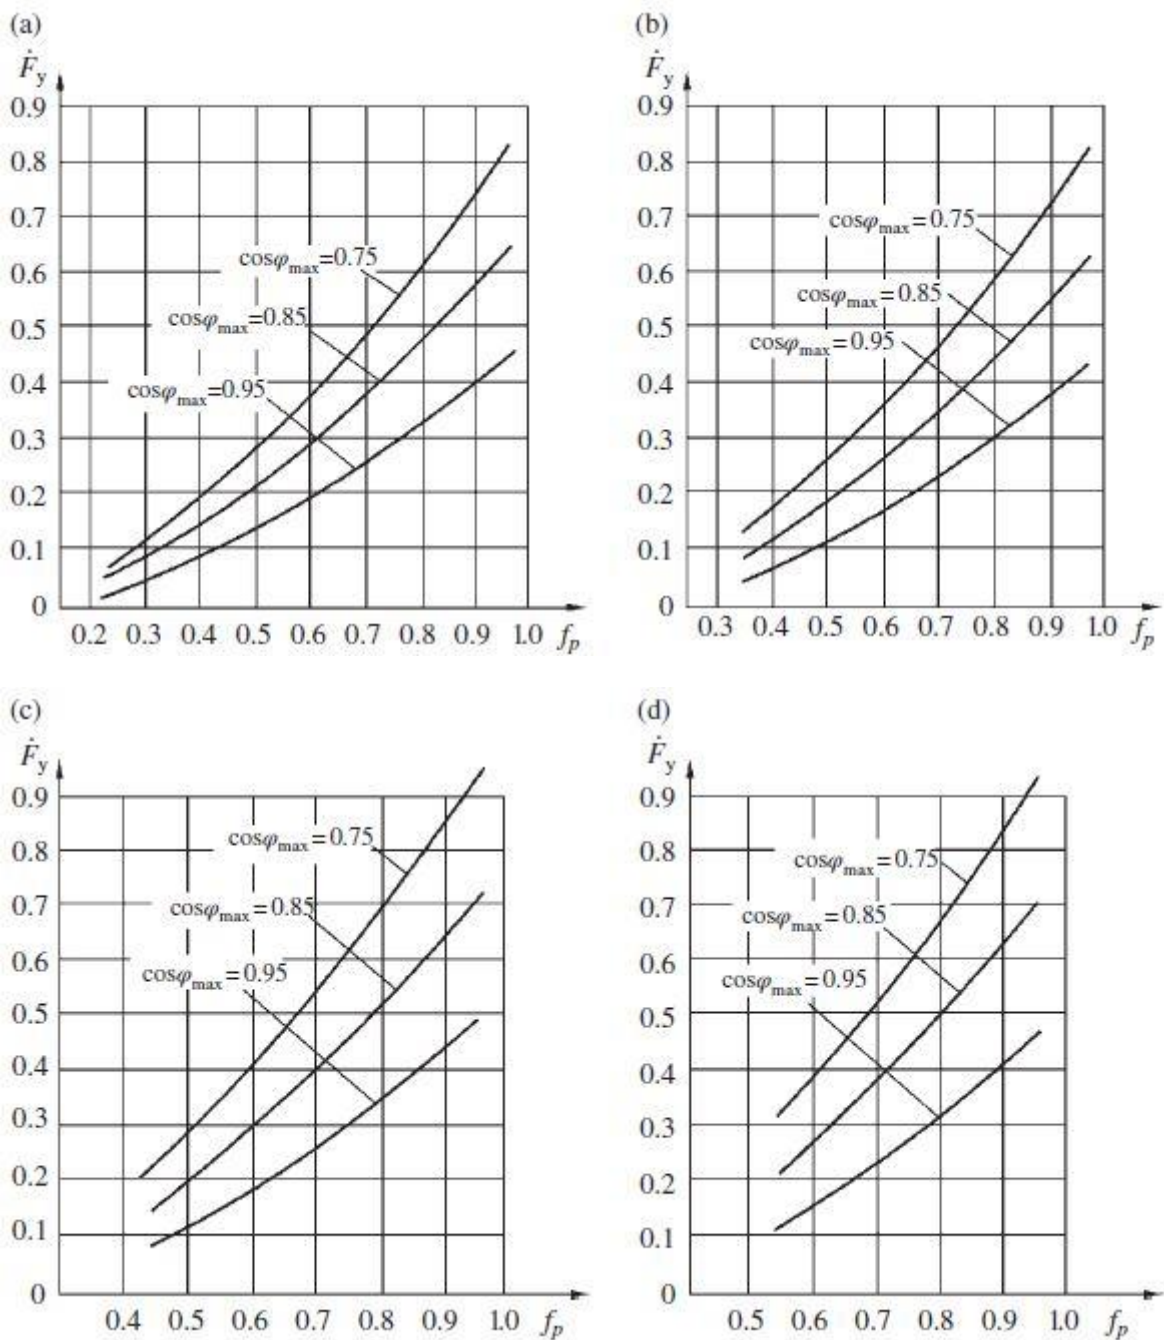 (a)
Ḟy
0.9
0.8
0.7
0.6
0.5
0.4
0.3
0.2
0.1
0
cosφmax=0.75
cosφmax=0.85
cosφmax=0.95
0.2 0.3 0.4 0.5 0.6 0.7 0.8 0.9 1.0 fp
(b)
Ḟy
0.9
0.8
0.7
0.6
0.5
0.4
0.3
0.2
0.1
0
cosφmax=0.75
cosφmax=0.85
cosφmax=0.95
0.3 0.4 0.5 0.6 0.7 0.8 0.9 1.0 fp
(c)
Ḟy
0.9
0.8
0.7
0.6
0.5
0.4
0.3
0.2
0.1
0
cosφmax=0.75
cosφmax=0.85
cosφmax=0.95
0.4 0.5 0.6 0.7 0.8 0.9 1.0 fp
(d)
Ḟy
0.9
0.8
0.7
0.6
0.5
0.4
0.3
0.2
0.1
0
cosφmax=0.75
cosφmax=0.85
cosφmax=0.95
0.5 0.6 0.7 0.8 0.9 1.0 fp